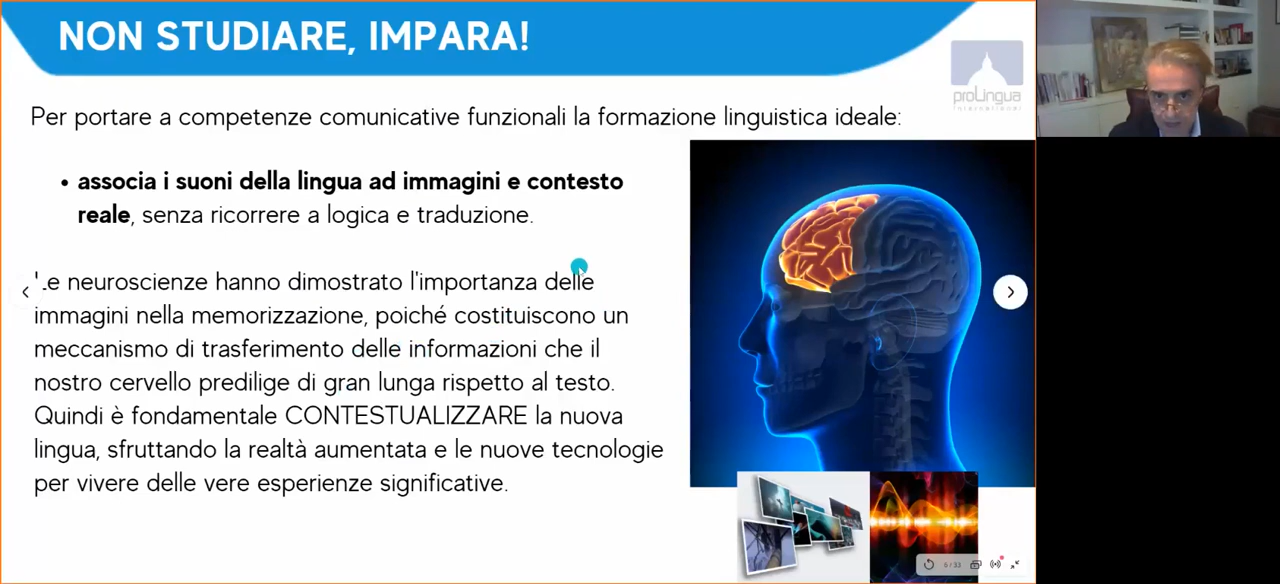 NON STUDIARE, IMPARA!
proLingua
international
Per portare a competenze comunicative funzionali la formazione linguistica ideale:
• associa i suoni della lingua ad immagini e contesto
reale, senza ricorrere a logica e traduzione.
Le neuroscienze hanno dimostrato l'importanza delle
immagini nella memorizzazione, poiché costituiscono un
meccanismo di trasferimento delle informazioni che il
nostro cervello predilige di gran lunga rispetto al testo.
Quindi è fondamentale CONTESTUALIZZARE la nuova
lingua, sfruttando la realtà aumentata e le nuove tecnologie
per vivere delle vere esperienze significative.
6 / 33